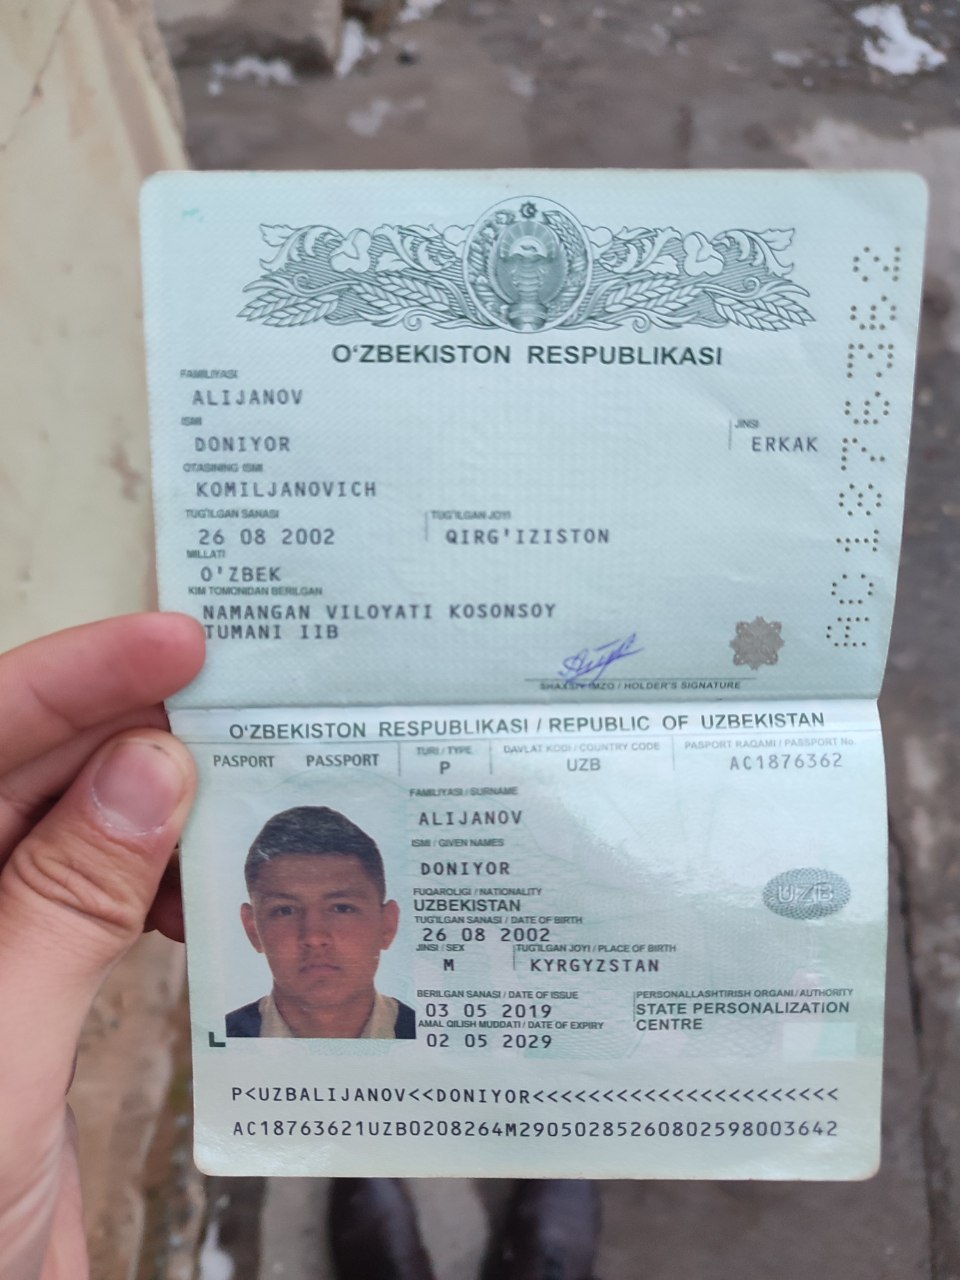 O‘ZBEKISTON RESPUBLIKASI
FAMILIYASI
ALIJANOV
ISMI
DONIYOR
JINSI
ERKAK
OTASINING ISMI
KOMILJANOVICH
TUG‘ILGAN SANASI
26 08 2002
TUG‘ILGAN JOYI
QIRG'IZISTON
MILLATI
O'ZBEK
KIM TOMONIDAN BERILGAN
NAMANGAN VILOYATI KOSONSOY
TUMANI IIB
SHAXSIY IMZO / HOLDER'S SIGNATURE
AC1876362
O‘ZBEKISTON RESPUBLIKASI / REPUBLIC OF UZBEKISTAN
PASPORT PASSPORT
TURI / TYPE
P
DAVLAT KODI / COUNTRY CODE
UZB
PASPORT RAQAMI / PASSPORT No.
AC1876362
FAMILIYASI / SURNAME
ALIJANOV
ISMI / GIVEN NAMES
DONIYOR
FUQAROLIGI / NATIONALITY
UZBEKISTAN
UZB
TUG‘ILGAN SANASI / DATE OF BIRTH
26 08 2002
JINSI / SEX
M
TUG‘ILGAN JOYI / PLACE OF BIRTH
KYRGYZSTAN
BERILGAN SANASI / DATE OF ISSUE
03 05 2019
PERSONALLASHTIRISH ORGANI / AUTHORITY
STATE PERSONALIZATION
CENTRE
AMAL QILISH MUDDATI / DATE OF EXPIRY
02 05 2029
P<UZBALIJANOV<<DONIYOR<<<<<<<<<<<<<<<<<<<<<<
AC18763621UZB0208264M29050285260802598003642